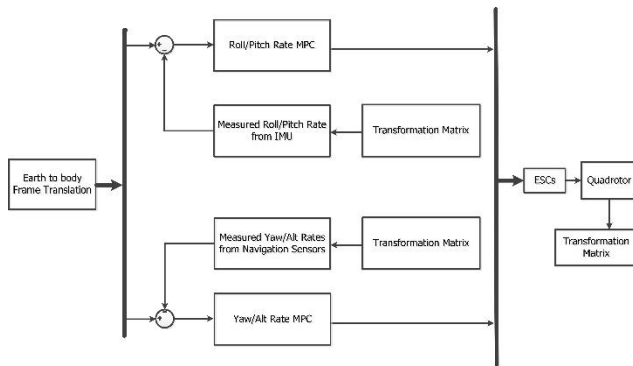 Roll/Pitch Rate MPC
Measured Roll/Pitch Rate
from IMU
Transformation Matrix
Earth to body
Frame Translation
ESCs
Quadrotor
Measured Yaw/Alt Rates
from Navigation Sensors
Transformation Matrix
Transformation
Matrix
Yaw/Alt Rate MPC